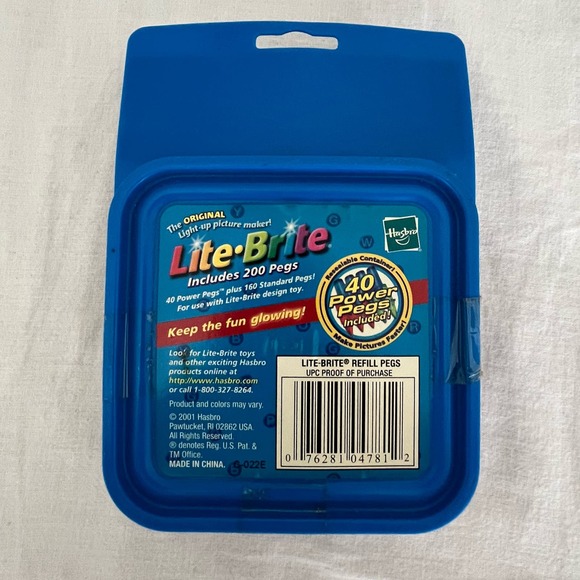 The ORIGINAL
Light-up picture maker!
Lite·Brite®
Includes 200 Pegs
40 Power Pegs™ plus 160 Standard Pegs!
For use with Lite-Brite design toy.
Hasbro
Resealable Container!
40
Power
Pegs
Included!
Make Pictures Faster!
Keep the fun glowing!
Look for Lite-Brite toys
and other exciting Hasbro
products online at
http://www.hasbro.com
or call 1-800-327-8264.
Product and colors may vary.
© 2001 Hasbro
Pawtucket, RI 02862 USA
All Rights Reserved.
® denotes Reg. U.S. Pat. &
TM Office.
MADE IN CHINA.
LITE-BRITE® REFILL PEGS
UPC PROOF OF PURCHASE
0 76281 04781 2